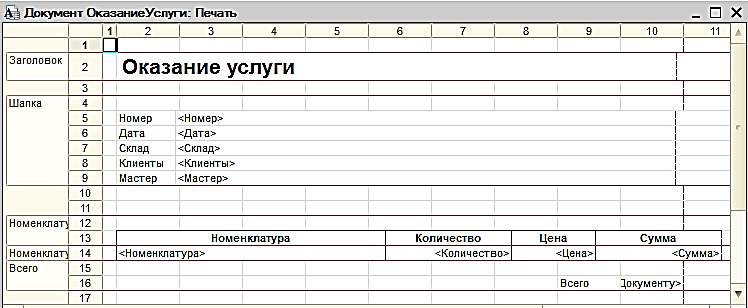 Документ ОказаниеУслуги: Печать
1 2 3 4 5 6 7 8 9 10 11
1
Заголовок 2 Оказание услуги
3
Шапка 4
5 Номер <Номер>
6 Дата <Дата>
7 Склад <Склад>
8 Клиенты <Клиенты>
9 Мастер <Мастер>
10
11
Номенклату 12
13 Номенклатура Количество Цена Сумма
Номенклату 14 <Номенклатура> <Количество> <Цена> <Сумма>
Всего 15
16 Всего Документу>
17